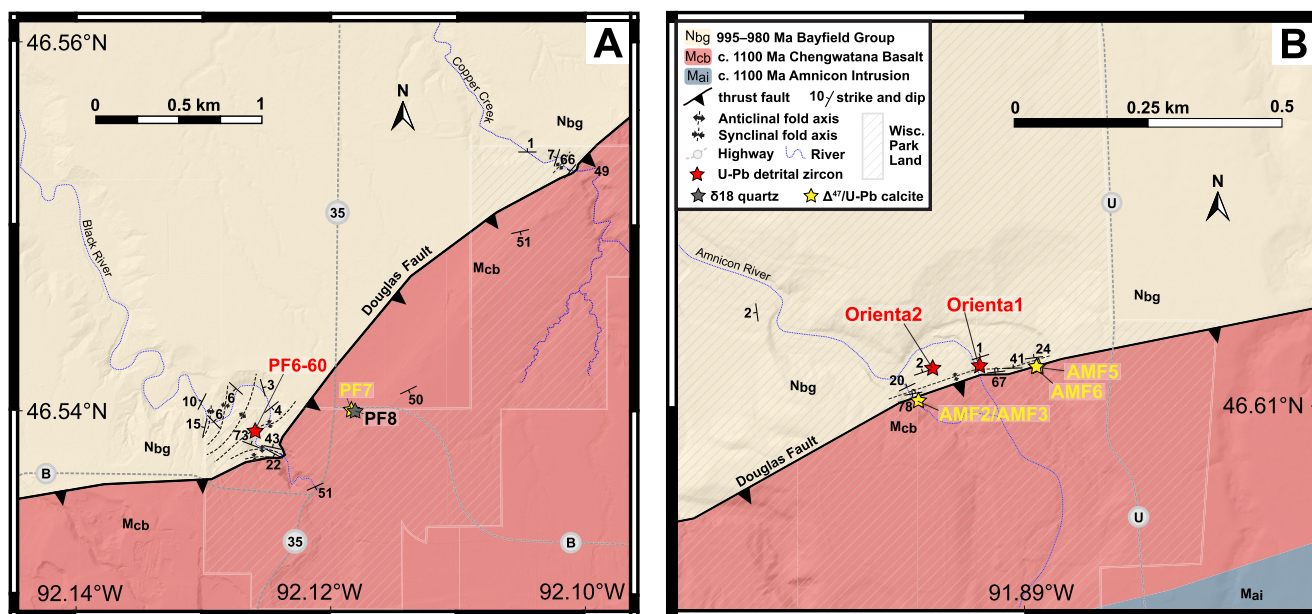 A
46.56°N
0 0.5 km 1
N
Copper Creek
Nbg
1
7
66
49
35
Black River
51
Mcb
Douglas Fault
PF6-60
3
10
6
6
4
15
PF7
50
46.54°N
PF8
73
43
Nbg
22
B
51
Mcb
35
B
92.14°W
92.12°W
92.10°W
B
Nbg 995–980 Ma Bayfield Group
Mcb c. 1100 Ma Chengwatana Basalt
Mai c. 1100 Ma Amnicon Intrusion
thrust fault 10 strike and dip
Anticlinal fold axis
Synclinal fold axis
Highway River
Wisc.
Park
Land
U-Pb detrital zircon
δ18 quartz Δ⁴⁷/U-Pb calcite
0 0.25 km 0.5
N
U
Amnicon River
2
Nbg
Orienta2
Orienta1
1
2
24
41
AMF5
20
67
AMF6
Nbg
78
AMF2/AMF3
46.61°N
Mcb
Douglas Fault
U
91.89°W
Mai